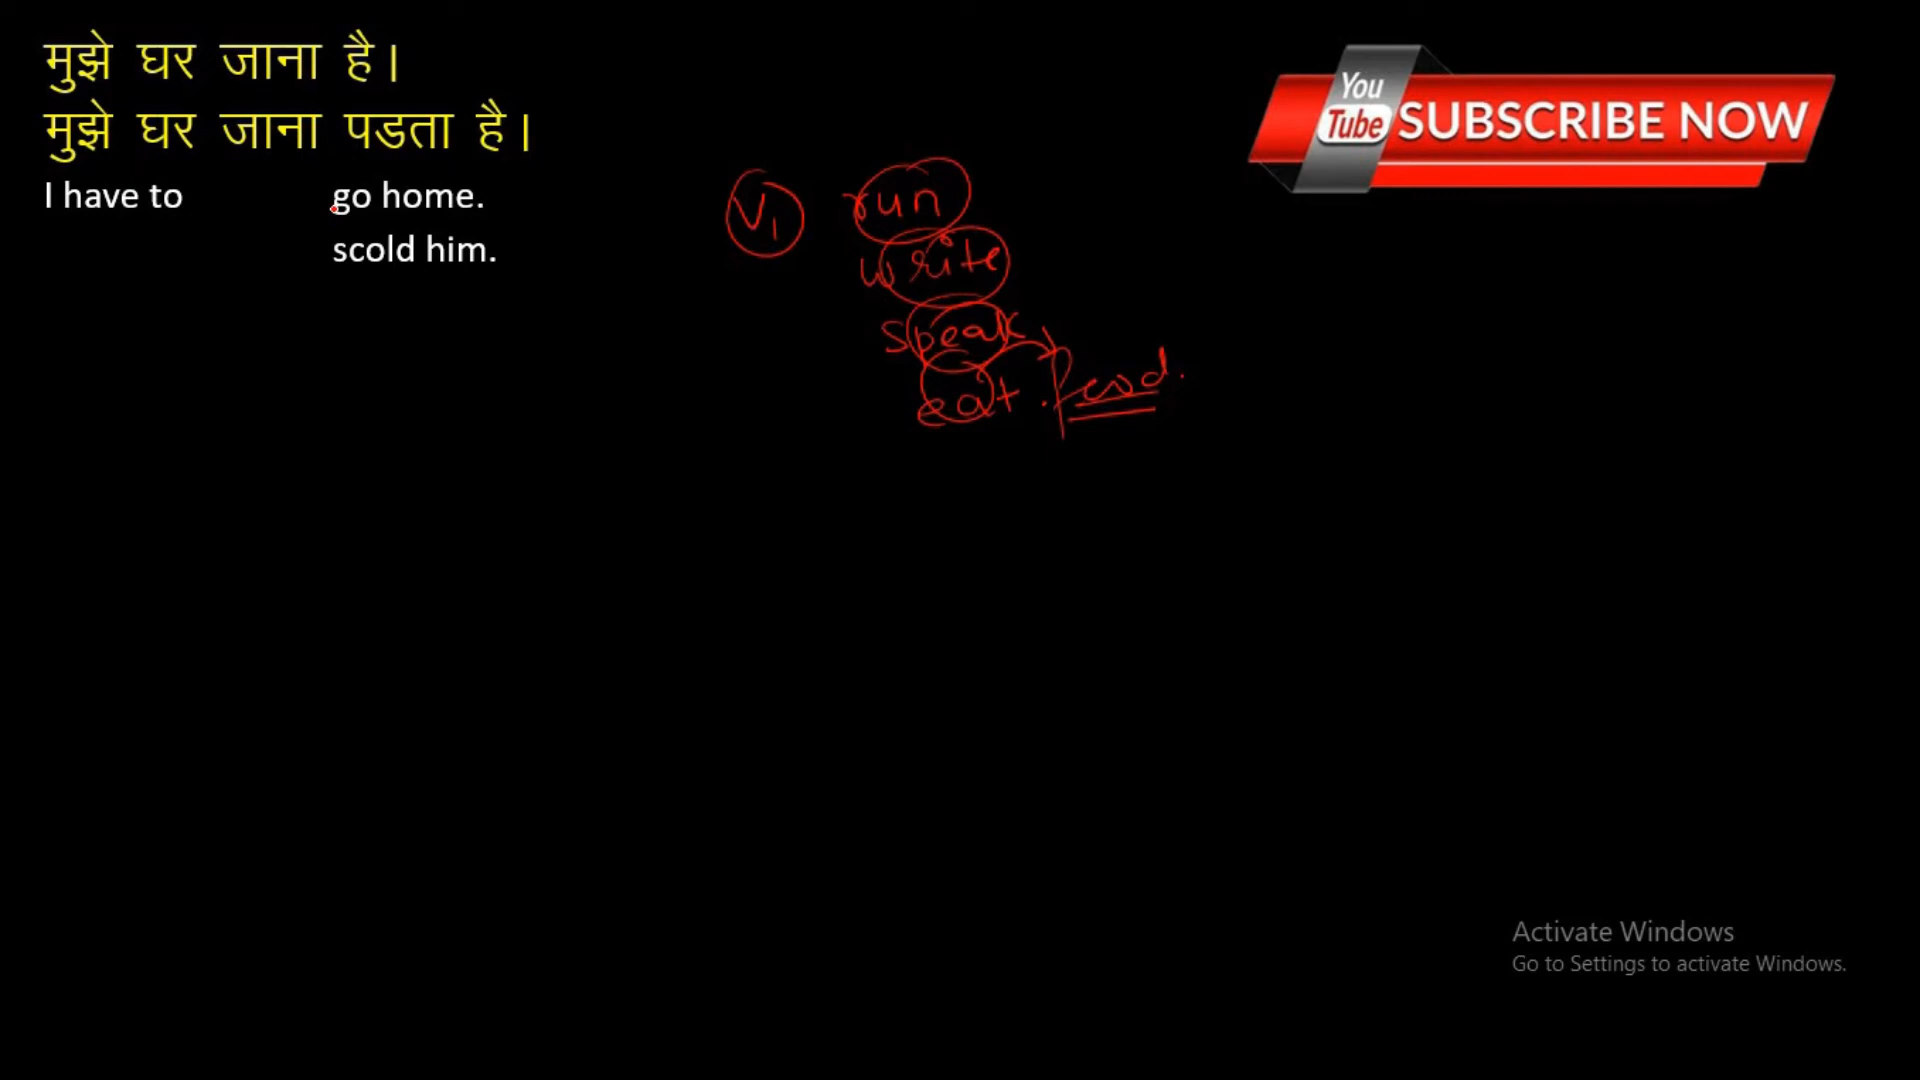 मुझे घर जाना है।
मुझे घर जाना पडता है।
I have to go home.
scold him.
V1 run
write
speak
eat food.
You Tube SUBSCRIBE NOW
Activate Windows
Go to Settings to activate Windows.